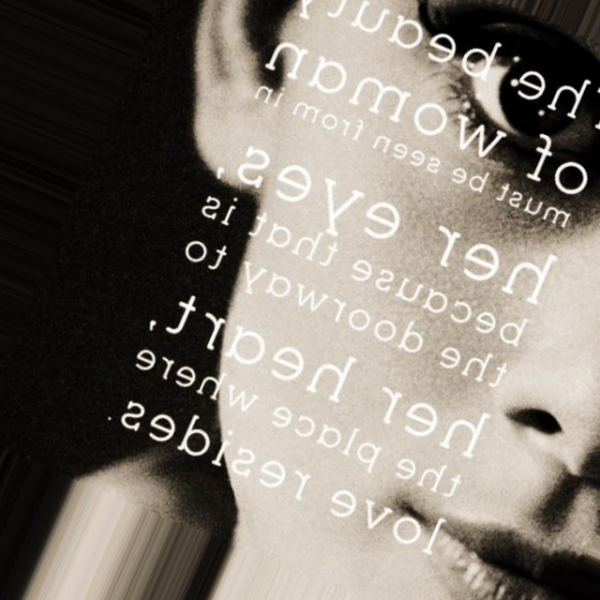 the beauty
of woman
must be seen from in
her eyes,
because that is
the doorway to
her heart,
the place where
love resides.